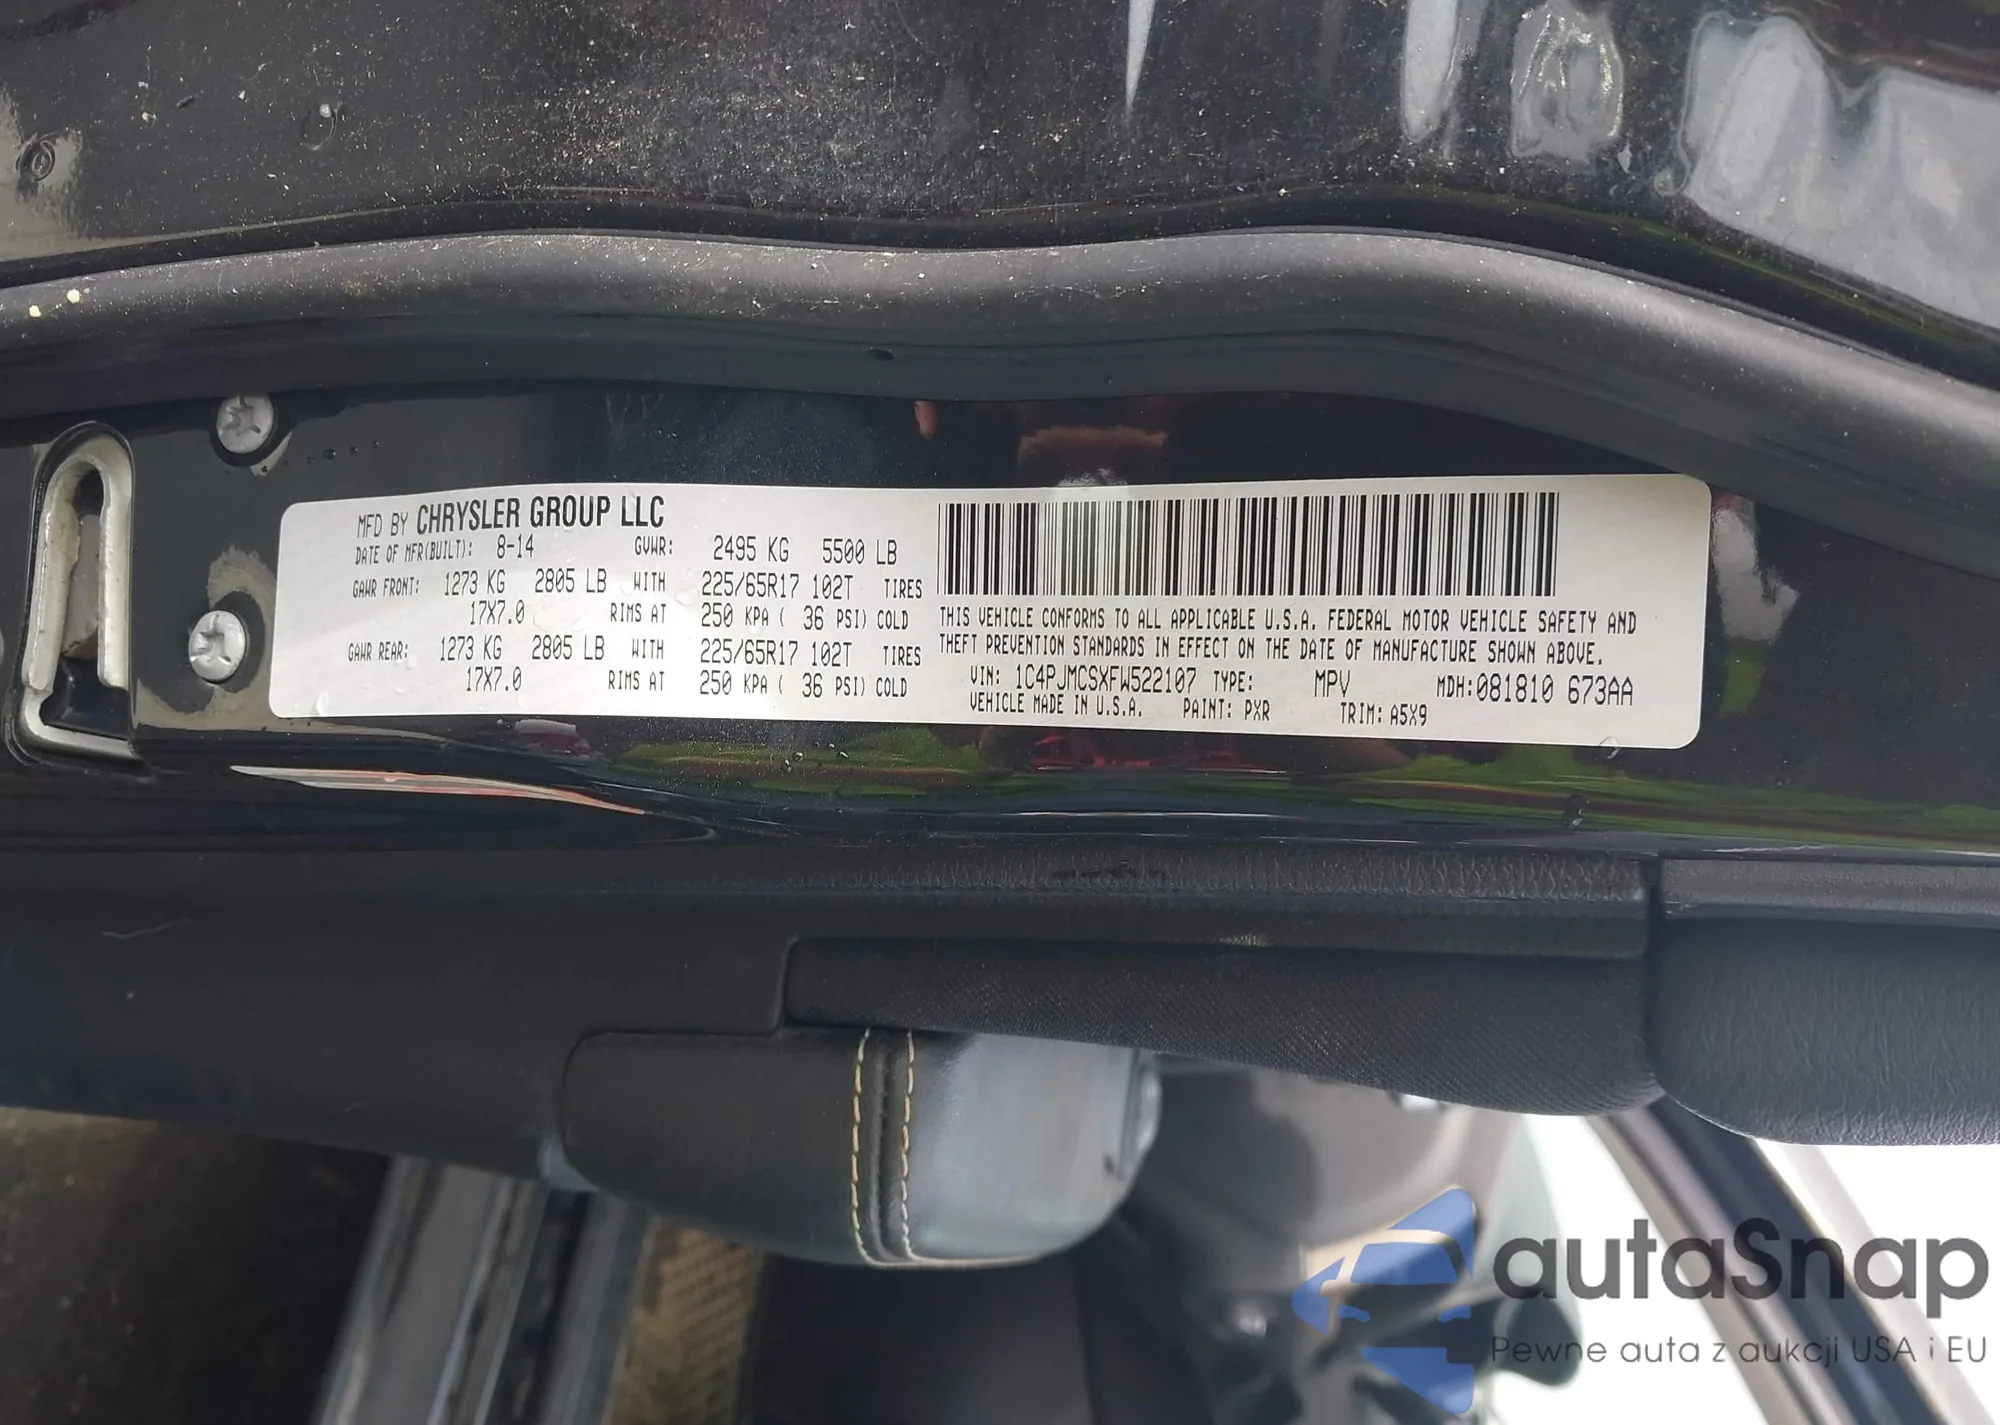 MFD BY CHRYSLER GROUP LLC
DATE OF MFR(BUILT): 8-14 GVWR: 2495 KG 5500 LB
GAWR FRONT: 1273 KG 2805 LB WITH 225/65R17 102T TIRES
17X7.0 RIMS AT 250 KPA ( 36 PSI) COLD
GAWR REAR: 1273 KG 2805 LB WITH 225/65R17 102T TIRES
17X7.0 RIMS AT 250 KPA ( 36 PSI) COLD
THIS VEHICLE CONFORMS TO ALL APPLICABLE U.S.A. FEDERAL MOTOR VEHICLE SAFETY AND
THEFT PREVENTION STANDARDS IN EFFECT ON THE DATE OF MANUFACTURE SHOWN ABOVE.
VIN: 1C4PJMCSXFW522107 TYPE: MPV MDH:081810 673AA
VEHICLE MADE IN U.S.A. PAINT: PXR TRIM: A5X9
autaSnap
Pewne auta z aukcji USA i EU